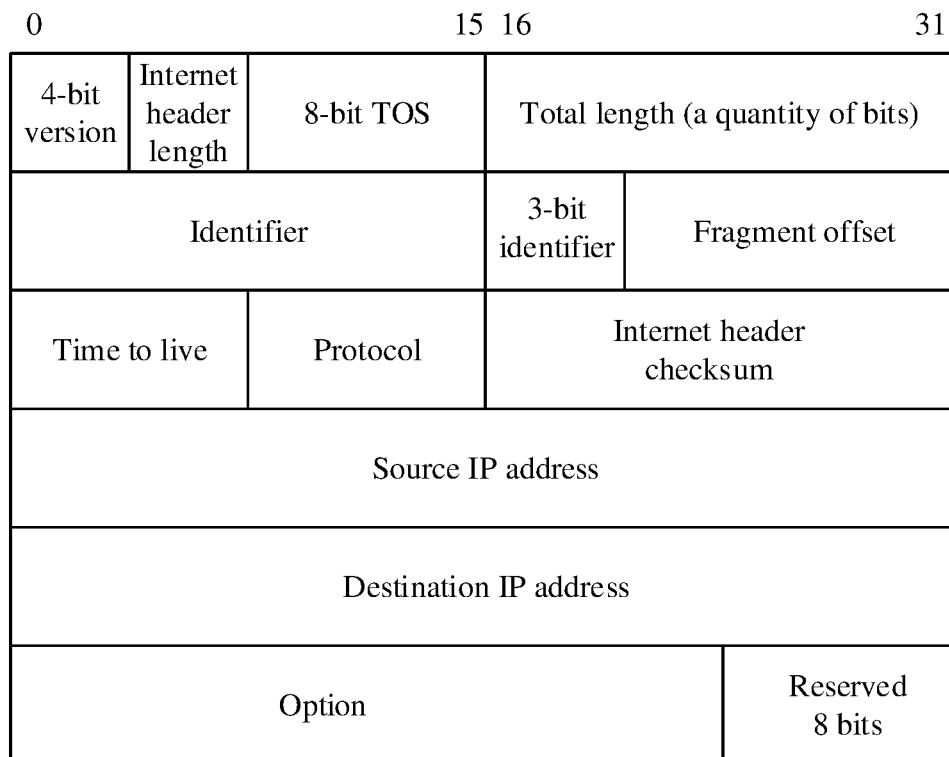 0 15 16 31
4-bit
version
Internet
header
length
8-bit TOS
Total length (a quantity of bits)
Identifier
3-bit
identifier
Fragment offset
Time to live
Protocol
Internet header
checksum
Source IP address
Destination IP address
Option
Reserved
8 bits